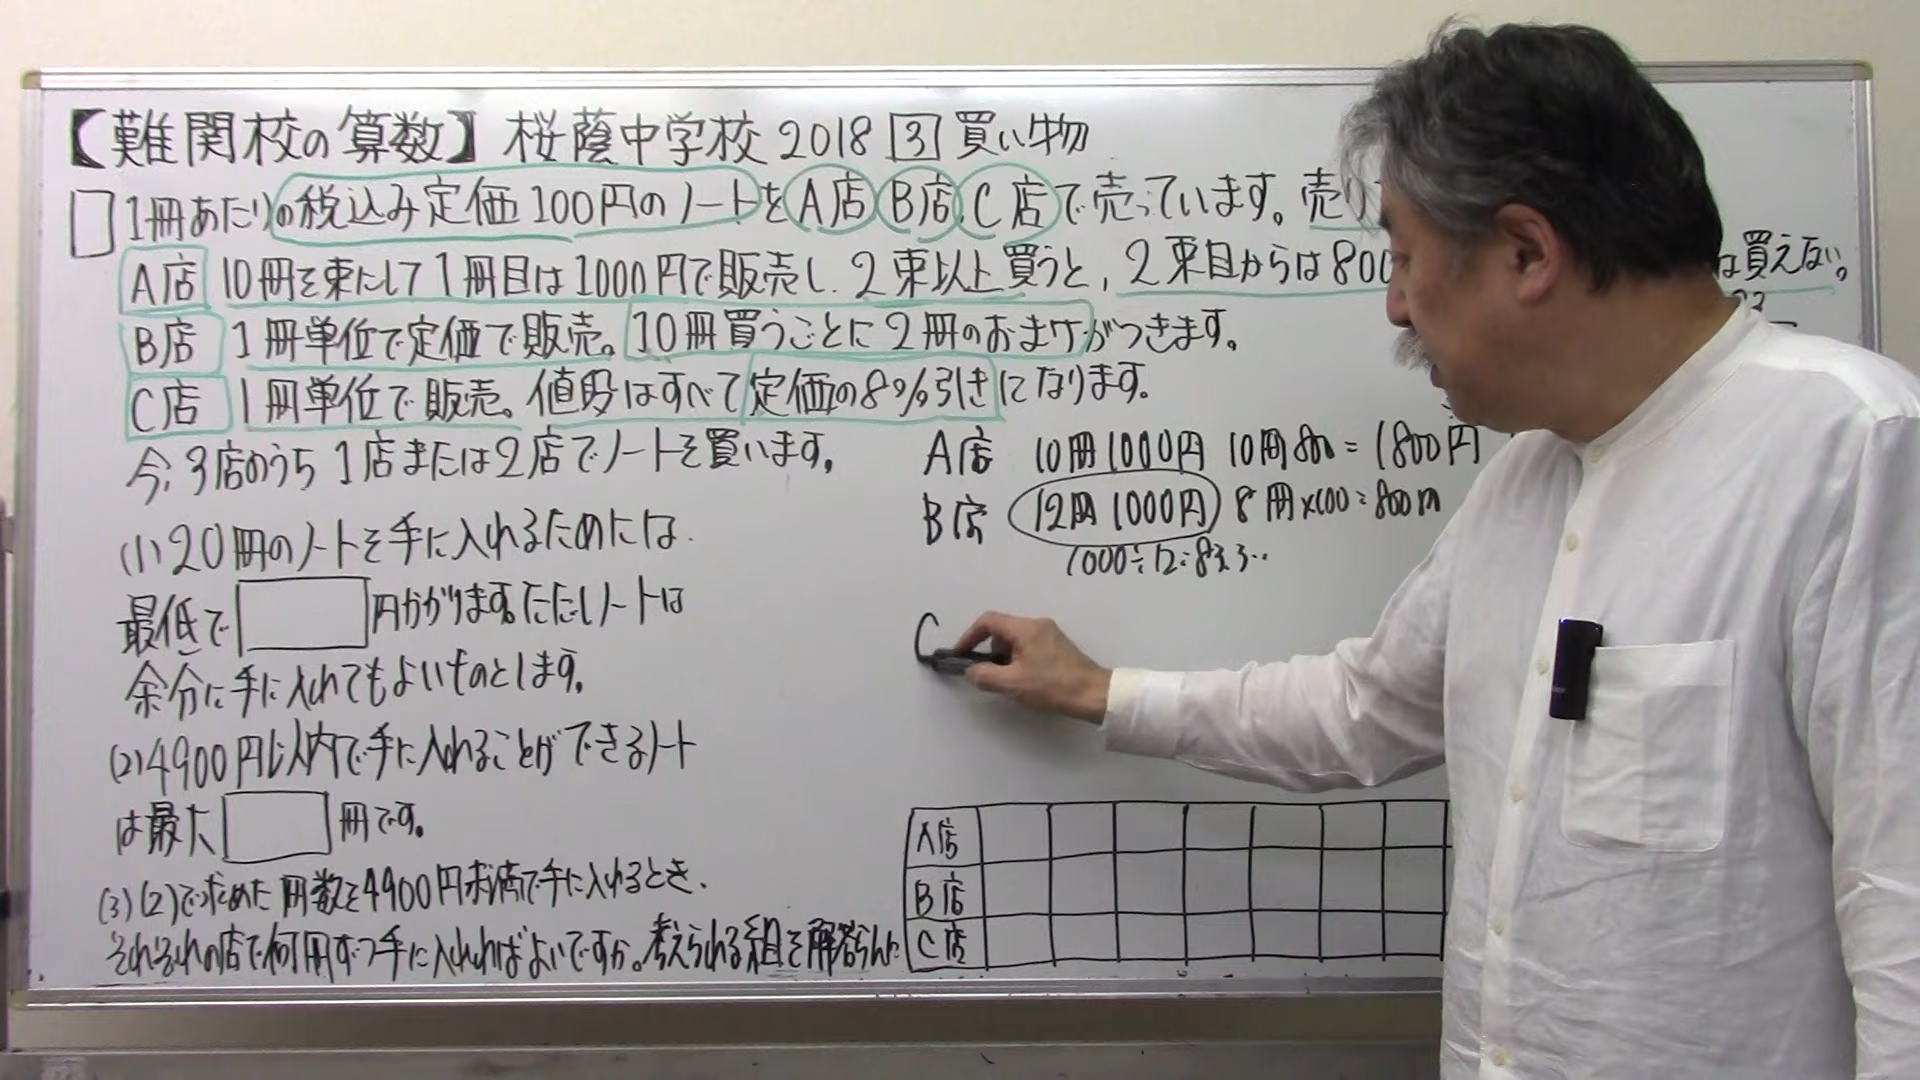 【難関校の算数】桜蔭中学校2018 3 買い物
1冊あたりの税込み定価100円のノートをA店 B店 C店で売っています。売り
A店 10冊を束にして1冊目は1000円で販売し、2束以上買うと、2束目からは800
は買えない。
B店 1冊単位で定価で販売。10冊買うごとに2冊のおまけがつきます。
C店 1冊単位で販売。値段はすべて定価の8%引きになります。
今、3店のうち1店または2店でノートを買います。
(1)20冊のノートを手に入れるためには、
最低で 円かかります。ただしノートは
余分に手に入れてもよいものとします。
(2)4900円以内で手に入れることができるノート
は最大 冊です。
(3)(2)で求めた冊数を4900円未満で手に入れるとき、
それぞれの店で何冊ずつ手に入れればよいですか。考えられる組を解答らんに
A店 10冊1000円 10冊800=1800円
B店 12冊1000円 8冊×100=800円
1000÷12=83.3‥
C
A店
B店
C店